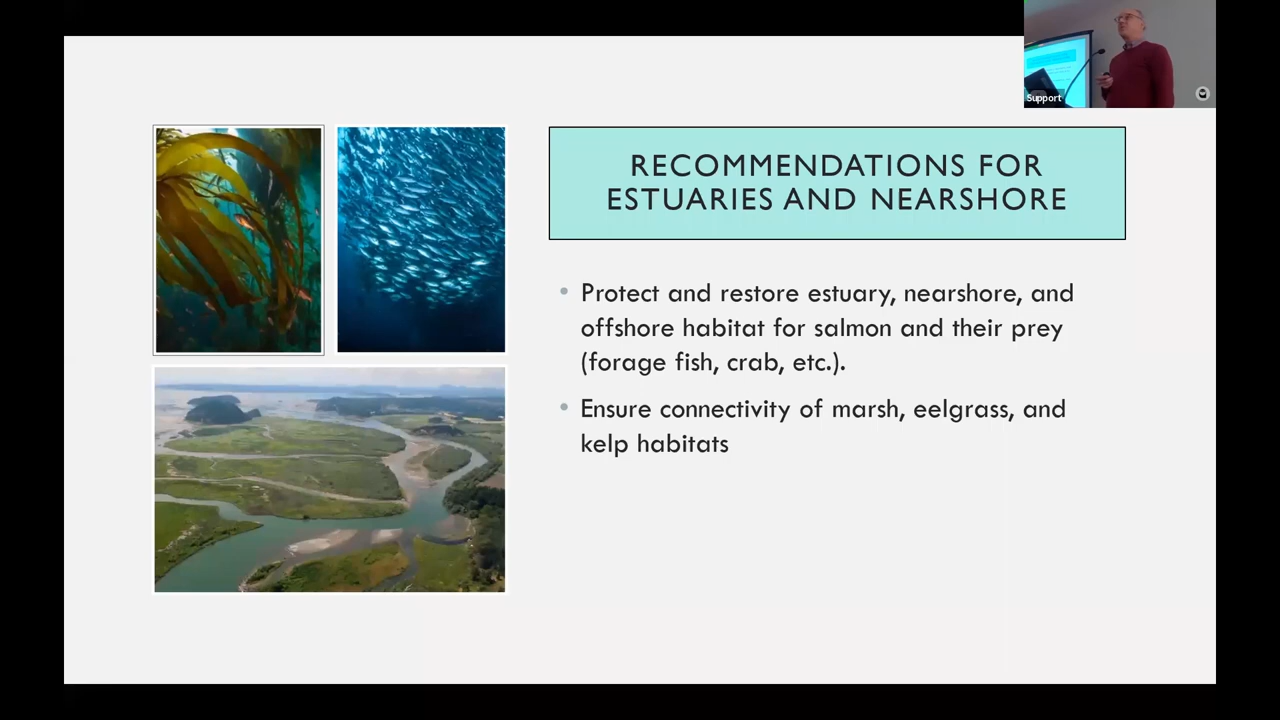 Support
RECOMMENDATIONS FOR
ESTUARIES AND NEARSHORE
• Protect and restore estuary, nearshore, and
offshore habitat for salmon and their prey
(forage fish, crab, etc.).
• Ensure connectivity of marsh, eelgrass, and
kelp habitats